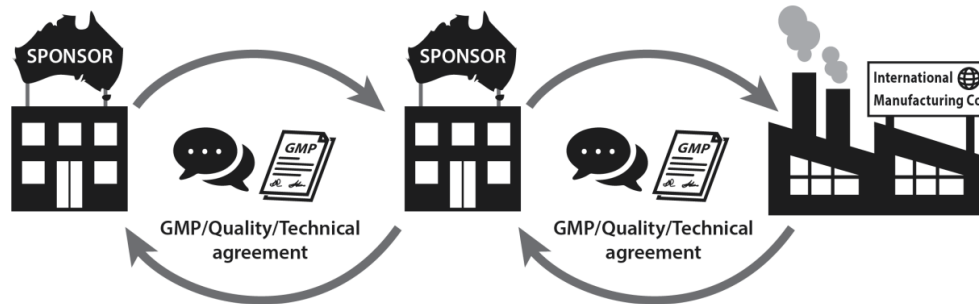 SPONSOR
SPONSOR
International
Manufacturing Co
GMP
GMP
GMP/Quality/Technical
agreement
GMP/Quality/Technical
agreement